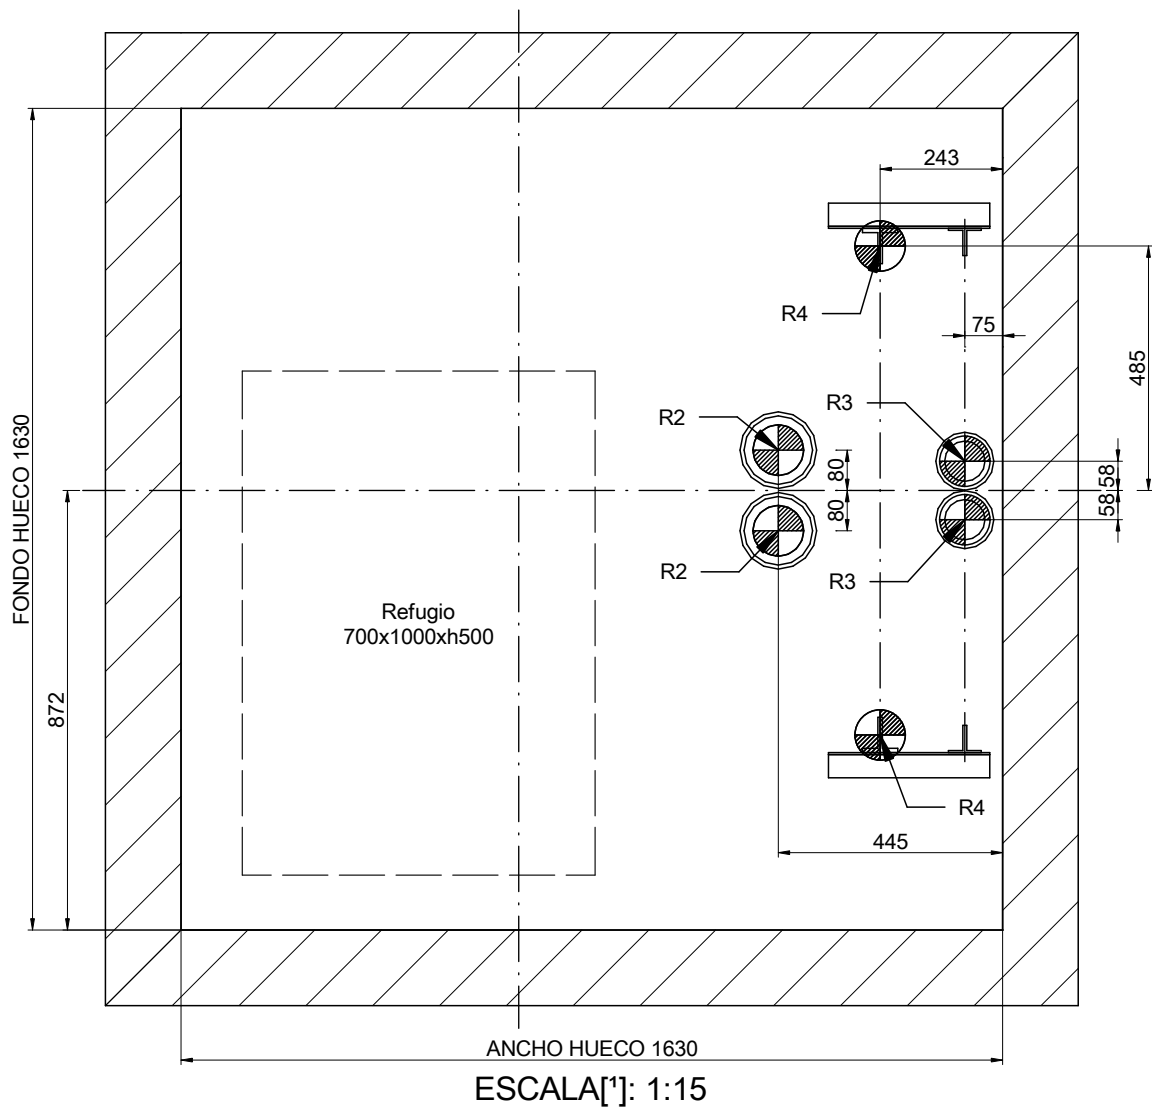 243
R4
75
485
R3
R2
58
80
FONDO HUECO 1630
80
58
R2
R3
Refugio
700x1000xh500
872
R4
445
ANCHO HUECO 1630
ESCALA[¹]: 1:15